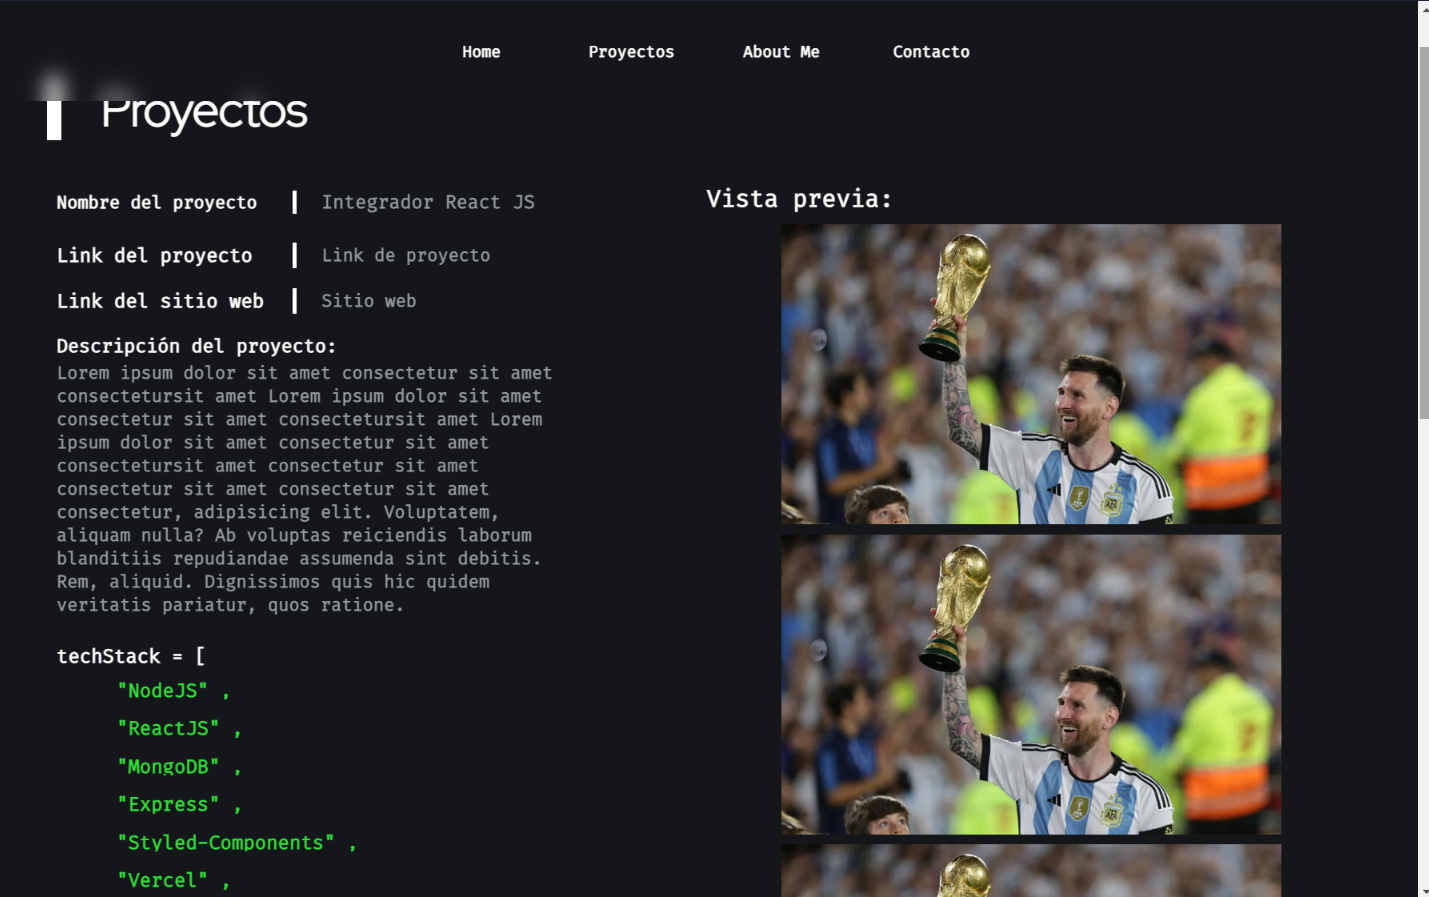 Home Proyectos About Me Contacto
Proyectos
Nombre del proyecto Integrador React JS
Link del proyecto Link de proyecto
Link del sitio web Sitio web
Descripción del proyecto:
Lorem ipsum dolor sit amet consectetur sit amet
consectetursit amet Lorem ipsum dolor sit amet
consectetur sit amet consectetursit amet Lorem
ipsum dolor sit amet consectetur sit amet
consectetursit amet consectetur sit amet
consectetur sit amet consectetur sit amet
consectetur, adipisicing elit. Voluptatem,
aliquam nulla? Ab voluptas reiciendis laborum
blanditiis repudiandae assumenda sint debitis.
Rem, aliquid. Dignissimos quis hic quidem
veritatis pariatur, quos ratione.
techStack = [
"NodeJS" ,
"ReactJS" ,
"MongoDB" ,
"Express" ,
"Styled-Components" ,
"Vercel" ,
Vista previa:
AFA
AFA